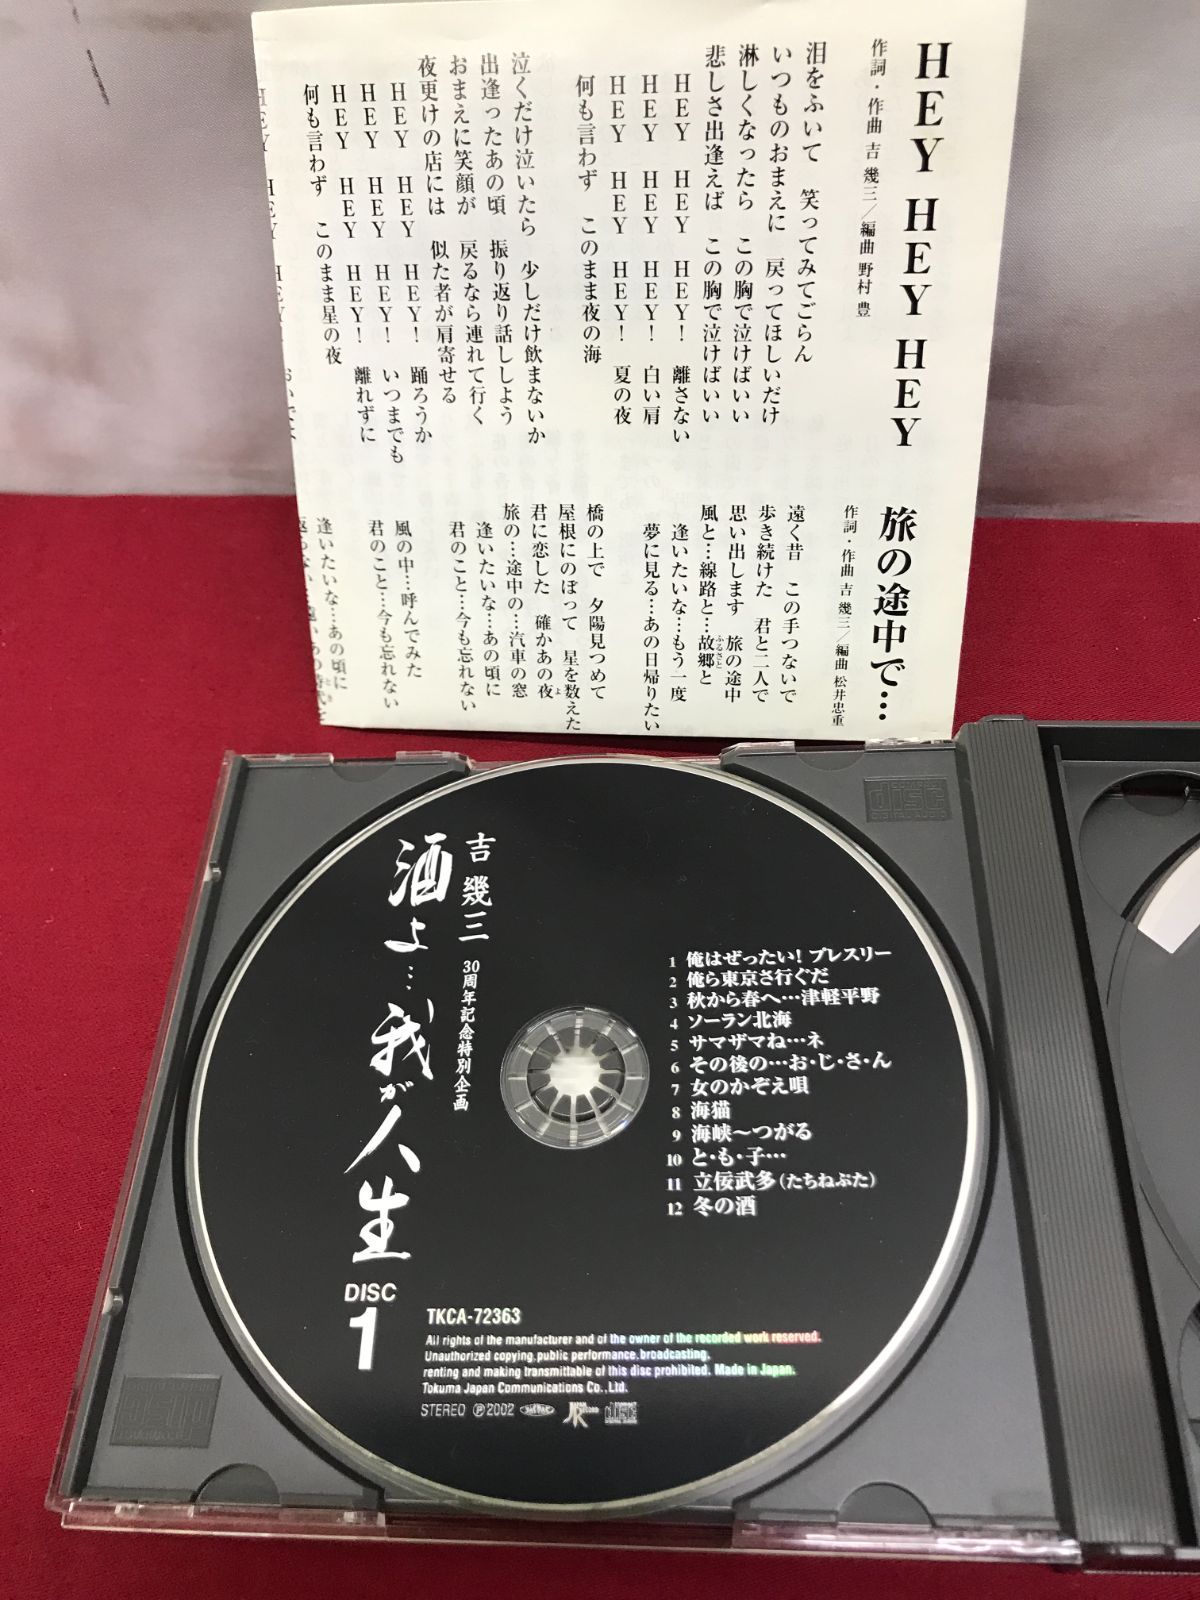 HEY HEY HEY
作詞・作曲 吉 幾三／編曲 野村 豊
泪をふいて 笑ってみてごらん
いつものおまえに 戻ってほしいだけ
淋しくなったら この胸で泣けばいい
悲しさ出逢えば この胸で泣けばいい
HEY HEY HEY! 離さない
HEY HEY HEY! 白い肩
HEY HEY HEY! 夏の夜
何も言わず このまま夜の海
泣くだけ泣いたら 少しだけ飲まないか
出逢ったあの頃 振り返り話ししよう
おまえに笑顔が 戻るなら連れて行く
夜更けの店には 似た者が肩寄せる
HEY HEY HEY! 踊ろうか
HEY HEY HEY! いつまでも
HEY HEY HEY! 離れずに
何も言わず このまま星の夜
HEY HEY HEY! おいでよ
旅の途中で…
作詞・作曲 吉 幾三／編曲 松井忠重
遠く昔 この手つないで
歩き続けた 君と二人で
思い出します 旅の途中
風と…線路と…故郷と
ふるさと
逢いたいな…もう一度
夢に見る…あの日帰りたい
橋の上で 夕陽見つめて
屋根にのぼって 星を数えた
君に恋した 確かあの夜
よ
旅の…途中の…汽車の窓
逢いたいな…あの頃に
君のこと…今も忘れない
風の中…呼んでみた
君のこと…今も忘れない
逢いたいな…あの頃に
吉 幾三 30周年記念特別企画
酒よ…我が人生
DISC
1
1 俺はぜったい! プレスリー
2 俺ら東京さ行ぐだ
3 秋から春へ…津軽平野
4 ソーラン北海
5 サマザマね…ネ
6 その後の…お・じ・さ・ん
7 女のかぞえ唄
8 海猫
9 海峡〜つがる
10 と・も・子…
11 立佞武多（たちねぷた）
12 冬の酒
TKCA-72363
All rights of the manufacturer and of the owner of the recorded work reserved.
Unauthorized copying,public performance,broadcasting,
renting and making transmittable of this disc prohibited. Made in Japan.
Tokuma Japan Communications Co.,Ltd.
STEREO ℗2002
disc
DIGITAL AUDIO